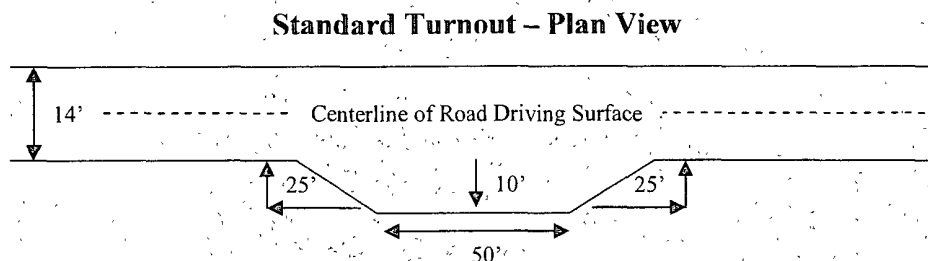 Standard Turnout – Plan View
14'
Centerline of Road Driving Surface
25'
10'
25'
50'